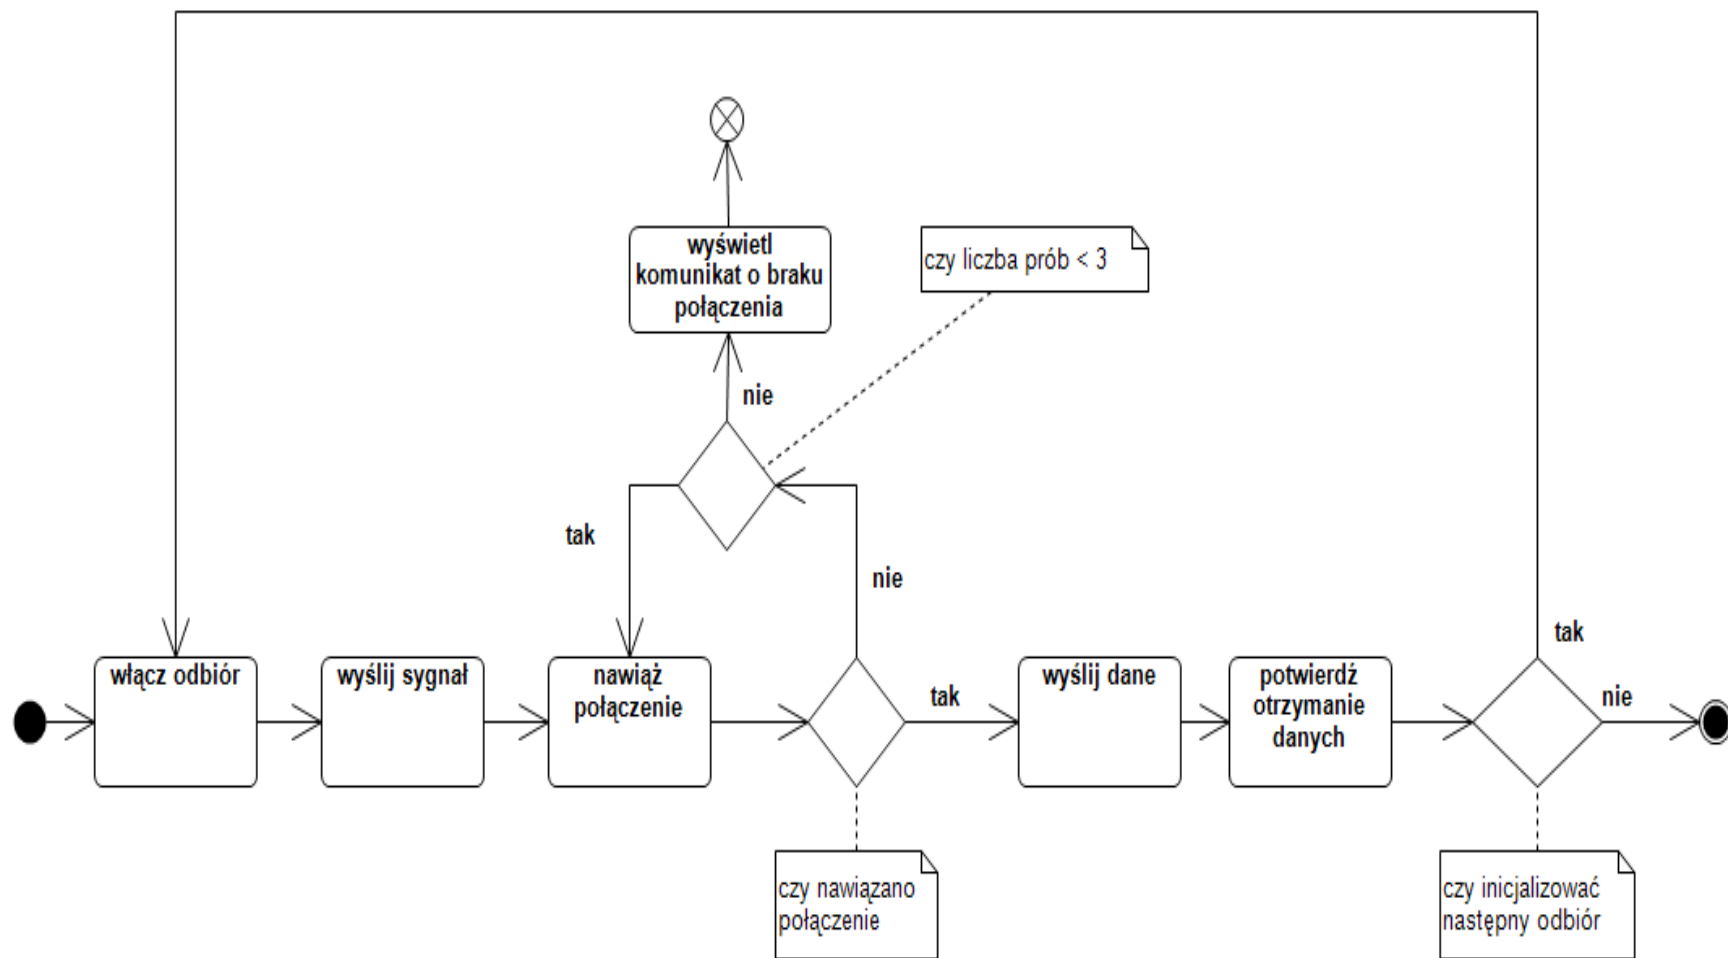 wyświetl
komunikat o braku
połączenia
czy liczba prób < 3
nie
tak
nie
włącz odbiór
wyślij sygnał
nawiąż
połączenie
tak
wyślij dane
potwierdź
otrzymanie
danych
tak
nie
czy nawiązano
połączenie
czy inicjalizować
następny odbiór